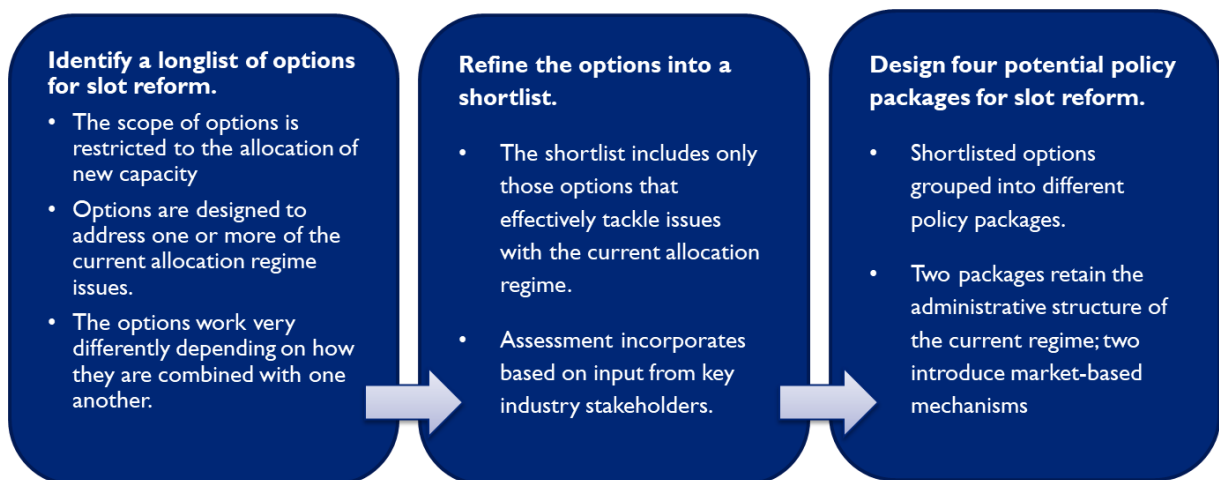 Identify a longlist of options
for slot reform.
• The scope of options is
restricted to the allocation of
new capacity
• Options are designed to
address one or more of the
current allocation regime
issues.
• The options work very
differently depending on how
they are combined with one
another.
Refine the options into a
shortlist.
• The shortlist includes only
those options that
effectively tackle issues
with the current allocation
regime.
• Assessment incorporates
based on input from key
industry stakeholders.
Design four potential policy
packages for slot reform.
• Shortlisted options
grouped into different
policy packages.
• Two packages retain the
administrative structure of
the current regime; two
introduce market-based
mechanisms